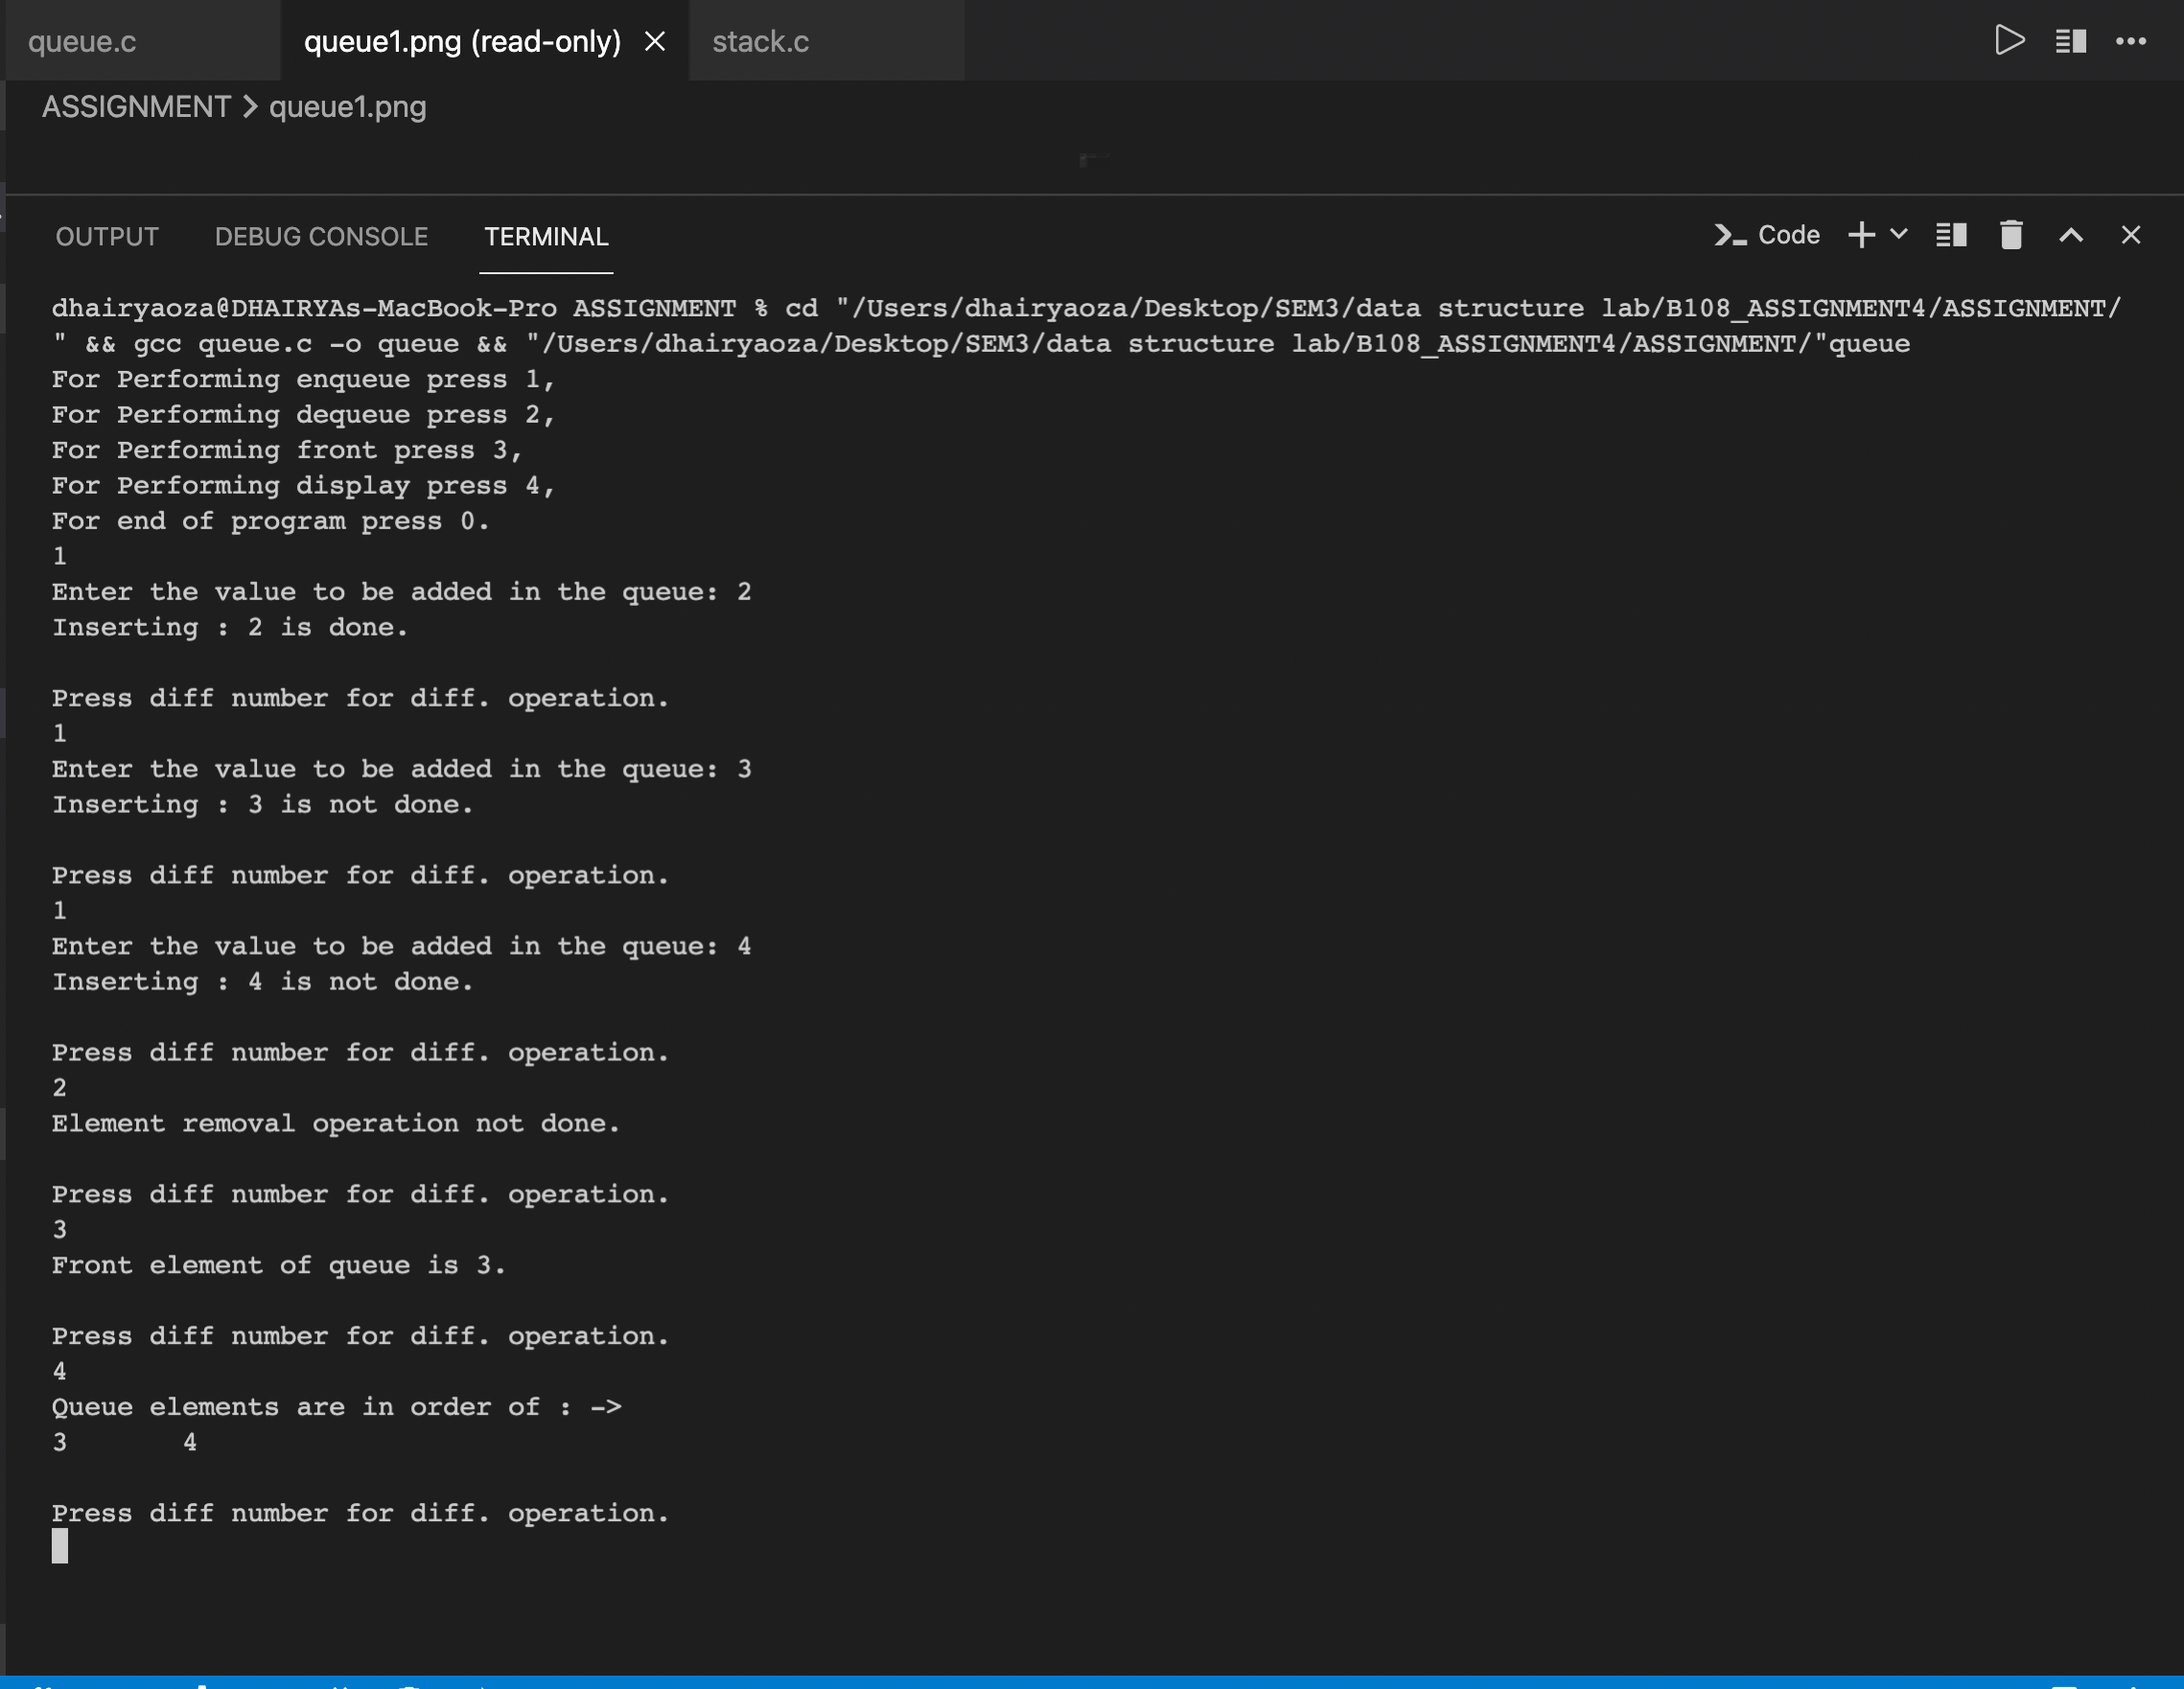 queue.c queue1.png (read-only) stack.c
ASSIGNMENT > queue1.png
OUTPUT DEBUG CONSOLE TERMINAL Code
dhairyaoza@DHAIRYAs-MacBook-Pro ASSIGNMENT % cd "/Users/dhairyaoza/Desktop/SEM3/data structure lab/B108_ASSIGNMENT4/ASSIGNMENT/
" && gcc queue.c -o queue && "/Users/dhairyaoza/Desktop/SEM3/data structure lab/B108_ASSIGNMENT4/ASSIGNMENT/"queue
For Performing enqueue press 1,
For Performing dequeue press 2,
For Performing front press 3,
For Performing display press 4,
For end of program press 0.
1
Enter the value to be added in the queue: 2
Inserting : 2 is done.
Press diff number for diff. operation.
1
Enter the value to be added in the queue: 3
Inserting : 3 is not done.
Press diff number for diff. operation.
1
Enter the value to be added in the queue: 4
Inserting : 4 is not done.
Press diff number for diff. operation.
2
Element removal operation not done.
Press diff number for diff. operation.
3
Front element of queue is 3.
Press diff number for diff. operation.
4
Queue elements are in order of : ->
3 4
Press diff number for diff. operation.